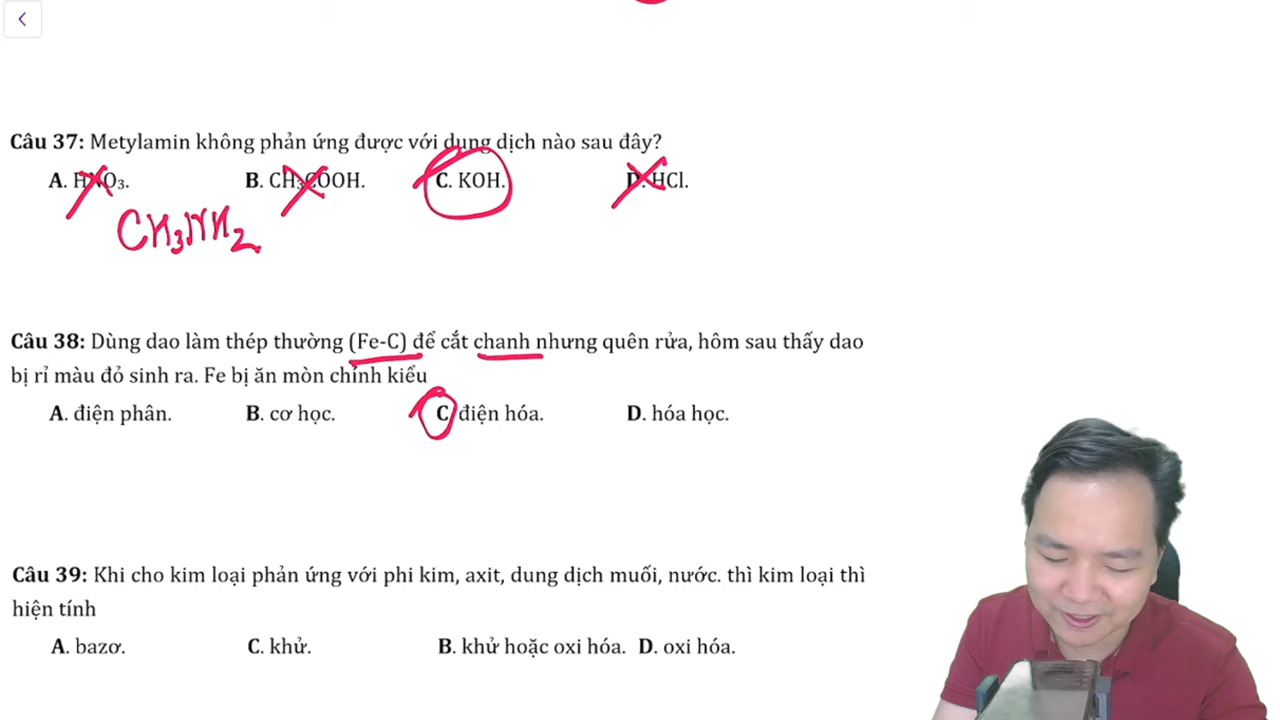 Câu 37: Metylamin không phản ứng được với dung dịch nào sau đây?
A. HNO₃. B. CH₃COOH. C. KOH. D. HCl.
CH₃NH₂
Câu 38: Dùng dao làm thép thường (Fe-C) để cắt chanh nhưng quên rửa, hôm sau thấy dao
bị rỉ màu đỏ sinh ra. Fe bị ăn mòn chính kiểu
A. điện phân. B. cơ học. C điện hóa. D. hóa học.
Câu 39: Khi cho kim loại phản ứng với phi kim, axit, dung dịch muối, nước. thì kim loại thì
hiện tính
A. bazơ. C. khử. B. khử hoặc oxi hóa. D. oxi hóa.